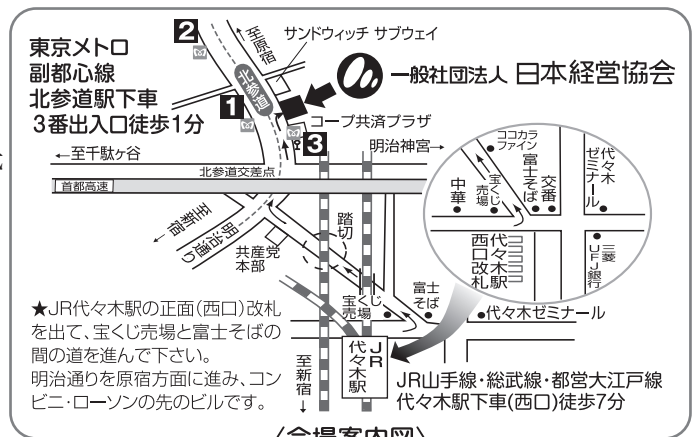 東京メトロ
副都心線
北参道駅下車
3番出入口徒歩1分
2
至原宿
サンドウィッチ サブウェイ
北参道
一般社団法人 日本経営協会
1
3
コープ共済プラザ
←至千駄ヶ谷
明治神宮→
北参道交差点
首都高速
至新宿
明治通り
共産党
本部
踏切
ココカラ
ファイン
中華
宝くじ
売場
富士そば
交番
代々木
ゼミナール
代々木駅
西口改札
三菱
UFJ銀行
★JR代々木駅の正面(西口)改札
を出て、宝くじ売場と富士そばの
間の道を進んで下さい。
明治通りを原宿方面に進み、コン
ビニ・ローソンの先のビルです。
宝くじ
売場
富士
そば
代々木ゼミナール
至新宿
↓
JR
代々木駅
JR山手線・総武線・都営大江戸線
代々木駅下車(西口)徒歩7分
〈会場案内図〉